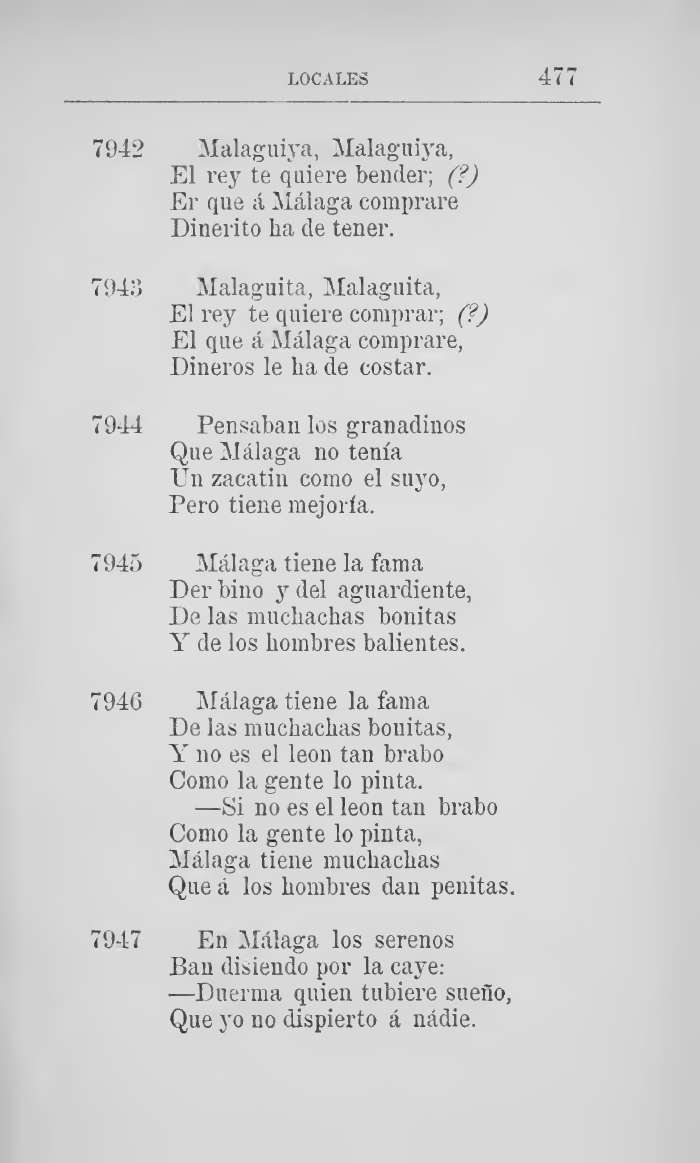 LOCALES 477
7942 Malaguiya, Malaguiya,
El rey te quiere bender; (?)
Er que á Málaga comprare
Dinerito ha de tener.
7943 Malaguita, Malaguita,
El rey te quiere comprar; (?)
El que á Málaga comprare,
Dineros le ha de costar.
7944 Pensaban los granadinos
Que Málaga no tenía
Un zacatin como el suyo,
Pero tiene mejoría.
7945 Málaga tiene la fama
Der bino y del aguardiente,
De las muchachas bonitas
Y de los hombres balientes.
7946 Málaga tiene la fama
De las muchachas bonitas,
Y no es el leon tan brabo
Como la gente lo pinta.
—Si no es el leon tan brabo
Como la gente lo pinta,
Málaga tiene muchachas
Que á los hombres dan penitas.
7947 En Málaga los serenos
Ban disiendo por la caye:
—Duerma quien tubiere sueño,
Que yo no dispierto á nádie.